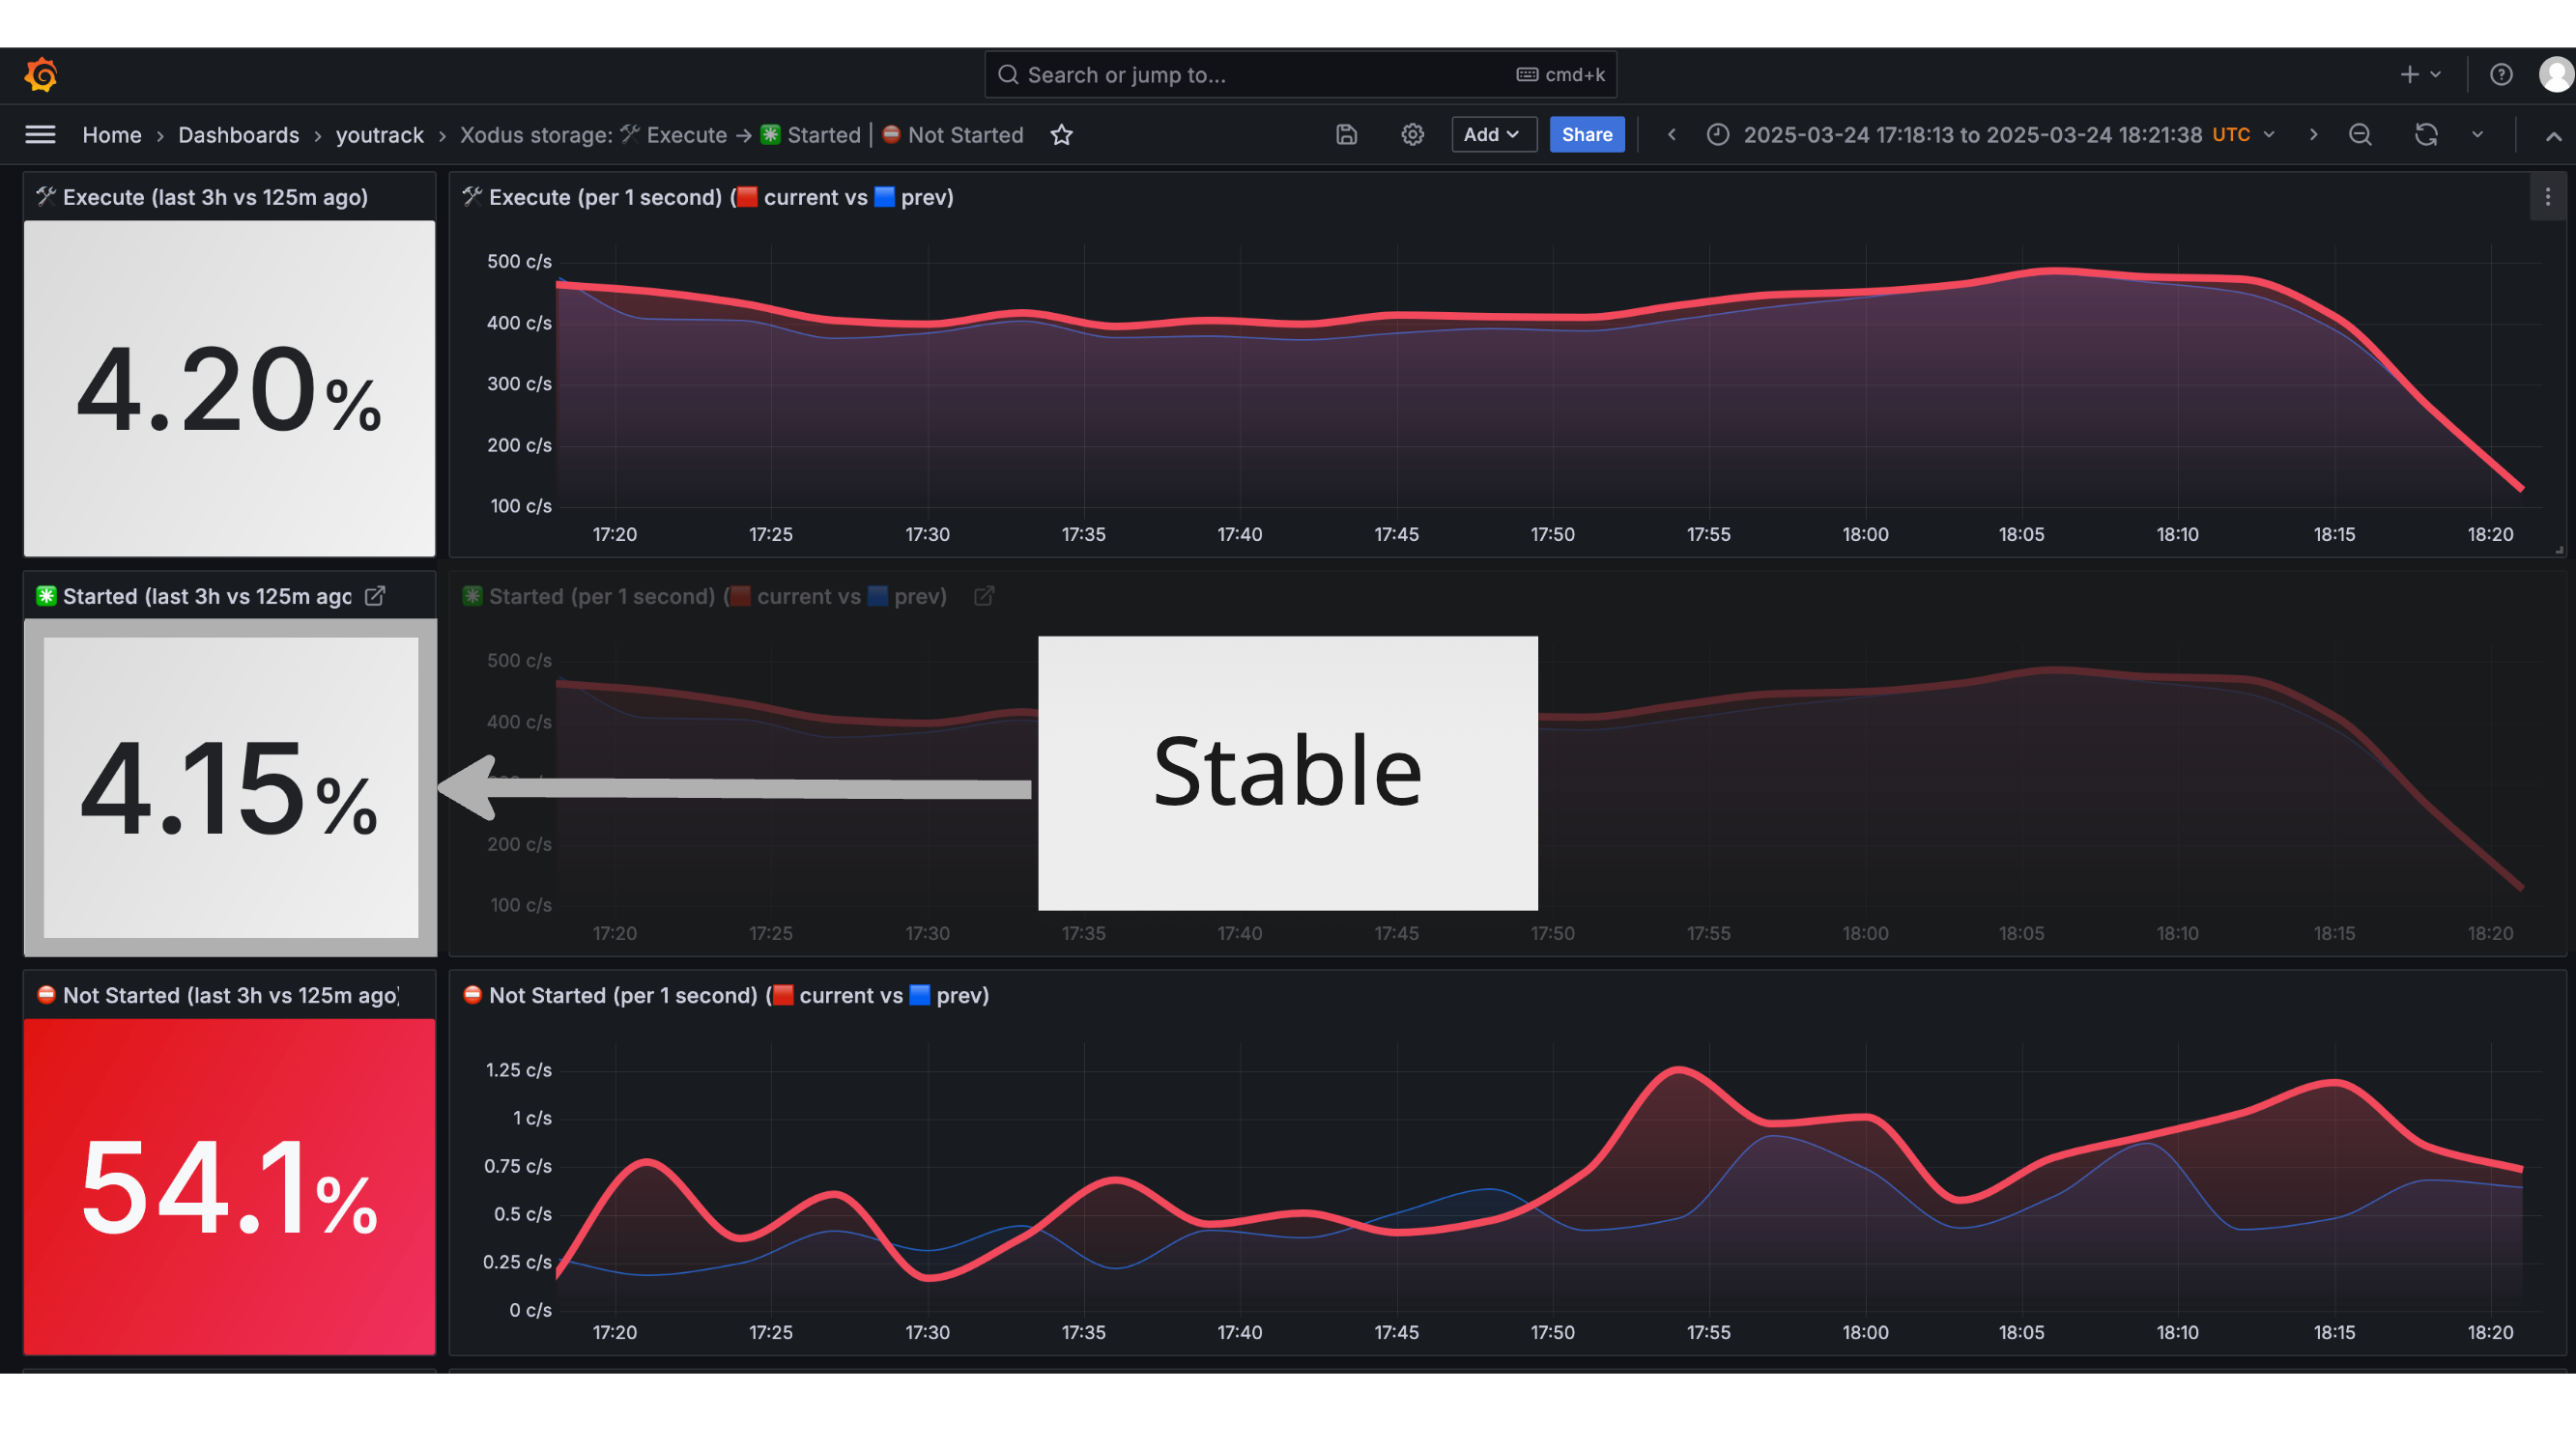 Search or jump to... cmd+k
Home › Dashboards › youtrack › Xodus storage: 🛠 Execute → ✳️ Started | ⛔ Not Started Add Share 2025-03-24 17:18:13 to 2025-03-24 18:21:38 UTC
🛠 Execute (last 3h vs 125m ago)
4.20%
🛠 Execute (per 1 second) (🟥 current vs 🟦 prev)
500 c/s
400 c/s
300 c/s
200 c/s
100 c/s
17:20 17:25 17:30 17:35 17:40 17:45 17:50 17:55 18:00 18:05 18:10 18:15 18:20
✳️ Started (last 3h vs 125m ago
4.15%
✳️ Started (per 1 second) (🟥 current vs 🟦 prev)
500 c/s
400 c/s
200 c/s
100 c/s
17:20 17:25 17:30 17:35 17:40 17:45 17:50 17:55 18:00 18:05 18:10 18:15 18:20
Stable
⛔ Not Started (last 3h vs 125m ago)
54.1%
⛔ Not Started (per 1 second) (🟥 current vs 🟦 prev)
1.25 c/s
1 c/s
0.75 c/s
0.5 c/s
0.25 c/s
0 c/s
17:20 17:25 17:30 17:35 17:40 17:45 17:50 17:55 18:00 18:05 18:10 18:15 18:20